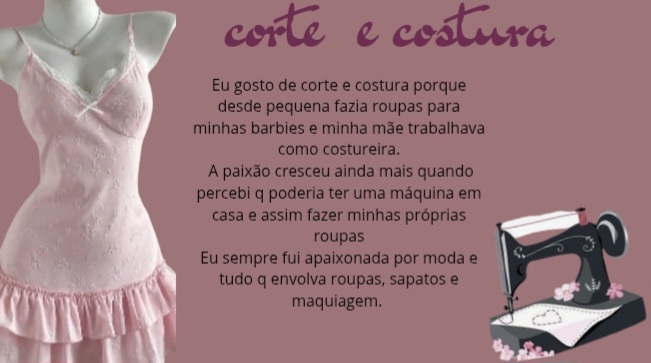 corte e costura
Eu gosto de corte e costura porque
desde pequena fazia roupas para
minhas barbies e minha mãe trabalhava
como costureira.
A paixão cresceu ainda mais quando
percebi q poderia ter uma máquina em
casa e assim fazer minhas próprias
roupas
Eu sempre fui apaixonada por moda e
tudo q envolva roupas, sapatos e
maquiagem.